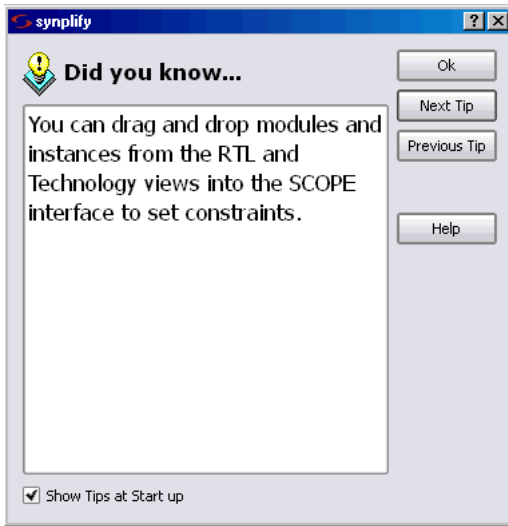 synplify
Did you know...
You can drag and drop modules and
instances from the RTL and
Technology views into the SCOPE
interface to set constraints.
Ok
Next Tip
Previous Tip
Help
Show Tips at Start up